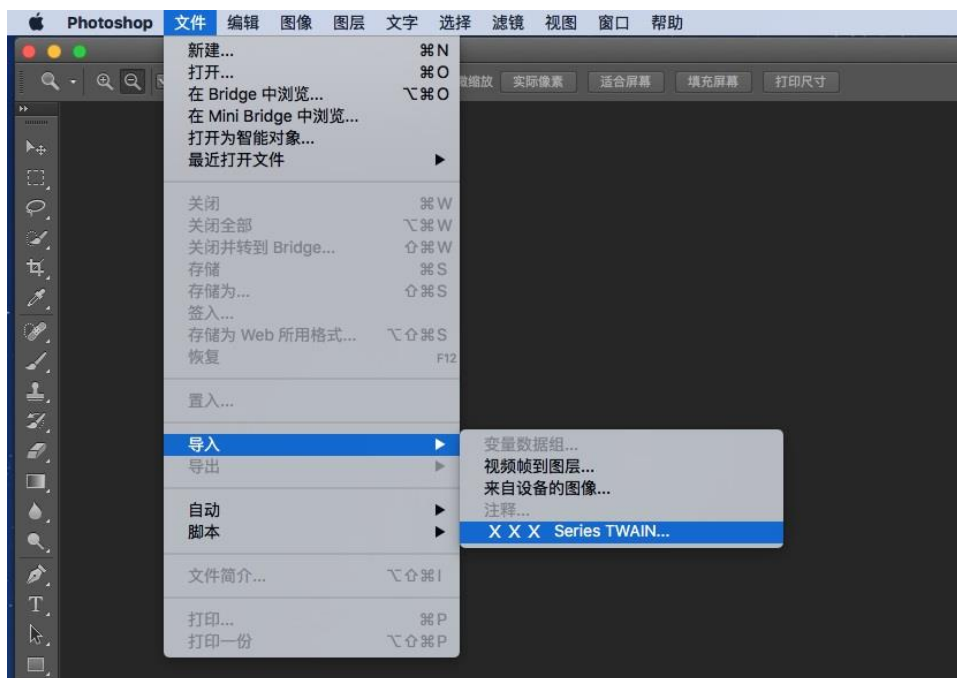 Photoshop 文件 编辑 图像 图层 文字 选择 滤镜 视图 窗口 帮助
实际像素 适合屏幕 填充屏幕 打印尺寸
新建... ⌘N
打开... ⌘O
在 Bridge 中浏览... ⌥⌘O
在 Mini Bridge 中浏览...
打开为智能对象...
最近打开文件 ▶
关闭 ⌘W
关闭全部 ⌥⌘W
关闭并转到 Bridge... ⇧⌘W
存储 ⌘S
存储为... ⇧⌘S
签入...
存储为 Web 所用格式... ⌥⇧⌘S
恢复 F12
置入...
导入 ▶
导出 ▶
自动 ▶
脚本 ▶
文件简介... ⌥⇧⌘I
打印... ⌘P
打印一份 ⌥⇧⌘P
变量数据组...
视频帧到图层...
来自设备的图像...
注释...
X X X Series TWAIN...